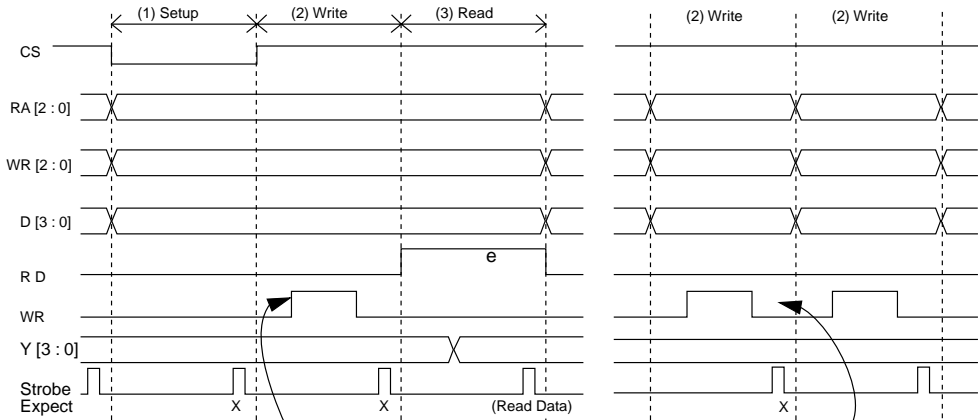 (1) Setup (2) Write (3) Read (2) Write (2) Write
CS
RA [2 : 0]
WR [2 : 0]
D [3 : 0]
R D e
WR
Y [3 : 0]
Strobe
Expect X X (Read Data) X